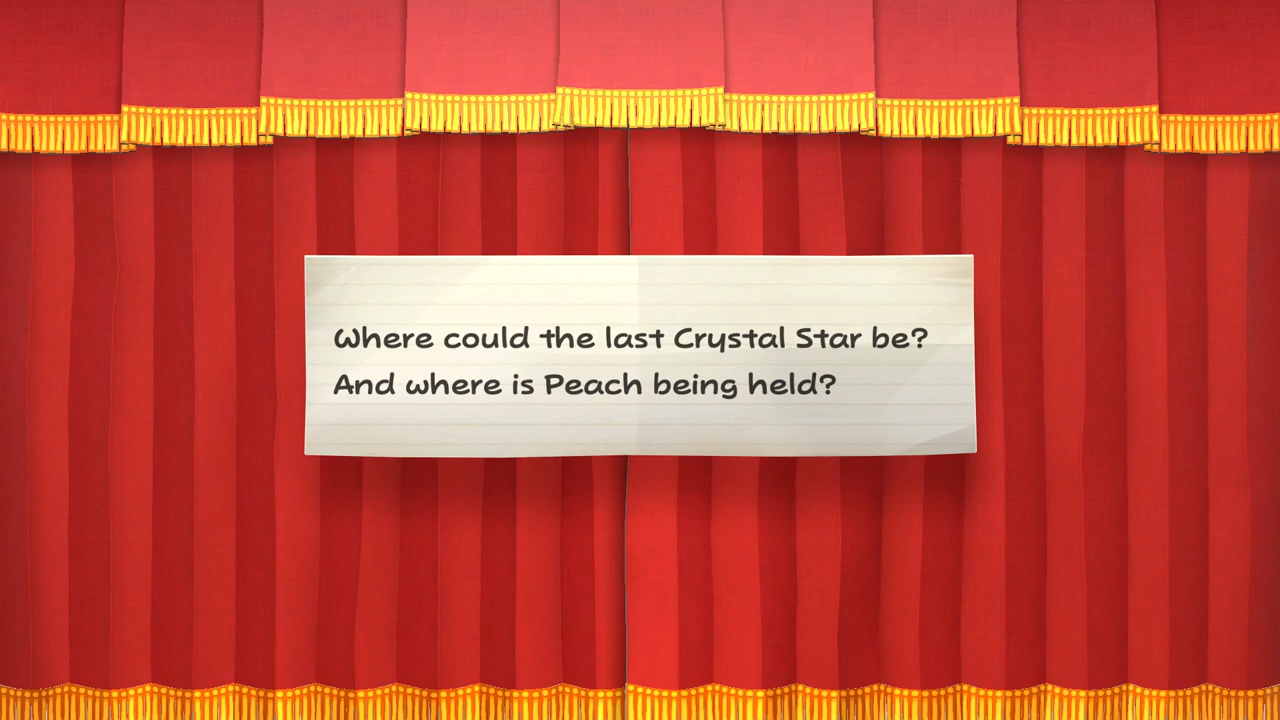 Where could the last Crystal Star be?
And where is Peach being held?